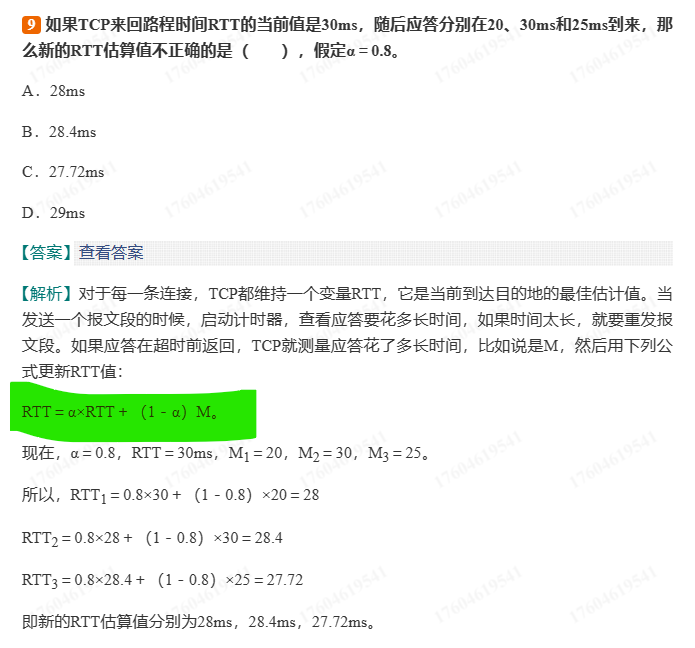 9 如果TCP来回路程时间RTT的当前值是30ms，随后应答分别在20、30ms和25ms到来，那
么新的RTT估算值不正确的是（　　），假定α＝0.8。
A．28ms
B．28.4ms
C．27.72ms
D．29ms
【答案】查看答案
【解析】对于每一条连接，TCP都维持一个变量RTT，它是当前到达目的地的最佳估计值。当
发送一个报文段的时候，启动计时器，查看应答要花多长时间，如果时间太长，就要重发报
文段。如果应答在超时前返回，TCP就测量应答花了多长时间，比如说是M，然后用下列公
式更新RTT值：
RTT＝α×RTT＋（1－α）M。
现在，α＝0.8，RTT＝30ms，M₁＝20，M₂＝30，M₃＝25。
所以，RTT₁＝0.8×30＋（1－0.8）×20＝28
RTT₂＝0.8×28＋（1－0.8）×30＝28.4
RTT₃＝0.8×28.4＋（1－0.8）×25＝27.72
即新的RTT估算值分别为28ms，28.4ms，27.72ms。
17604619541